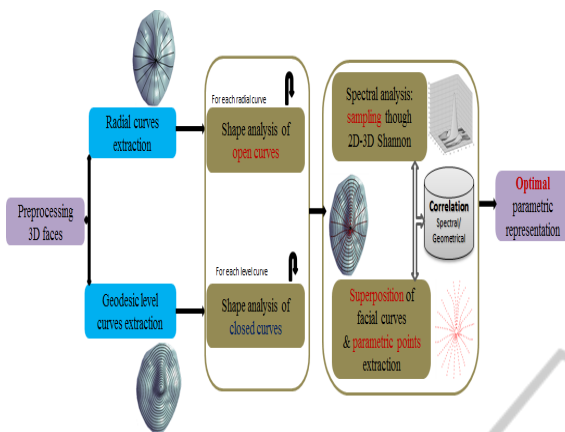 Preprocessing
3D faces
Radial curves
extraction
Geodesic level
curves extraction
For each radial curve
Shape analysis of
open curves
For each level curve
Shape analysis of
closed curves
Spectral analysis:
sampling though
2D-3D Shannon
Correlation
Spectral/
Geometrical
Superposition of
facial curves
& parametric points
extraction
Optimal
parametric
representation